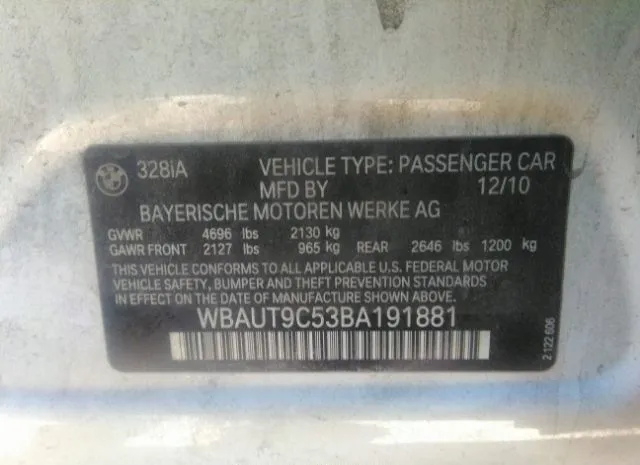 328iA VEHICLE TYPE: PASSENGER CAR
MFD BY 12/10
BAYERISCHE MOTOREN WERKE AG
GVWR 4696 lbs 2130 kg
GAWR FRONT 2127 lbs 965 kg REAR 2646 lbs 1200 kg
THIS VEHICLE CONFORMS TO ALL APPLICABLE U.S. FEDERAL MOTOR
VEHICLE SAFETY, BUMPER AND THEFT PREVENTION STANDARDS
IN EFFECT ON THE DATE OF MANUFACTURE SHOWN ABOVE.
WBAUT9C53BA191881
2 122 606